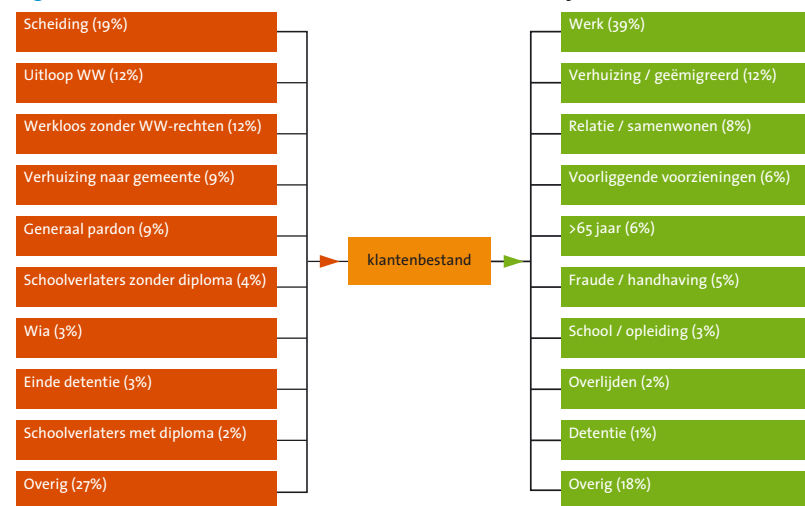 Scheiding (19%)
Uitloop WW (12%)
Werkloos zonder WW-rechten (12%)
Verhuizing naar gemeente (9%)
Generaal pardon (9%)
Schoolverlaters zonder diploma (4%)
Wia (3%)
Einde detentie (3%)
Schoolverlaters met diploma (2%)
Overig (27%)
klantenbestand
Werk (39%)
Verhuizing / geëmigreerd (12%)
Relatie / samenwonen (8%)
Voorliggende voorzieningen (6%)
>65 jaar (6%)
Fraude / handhaving (5%)
School / opleiding (3%)
Overlijden (2%)
Detentie (1%)
Overig (18%)